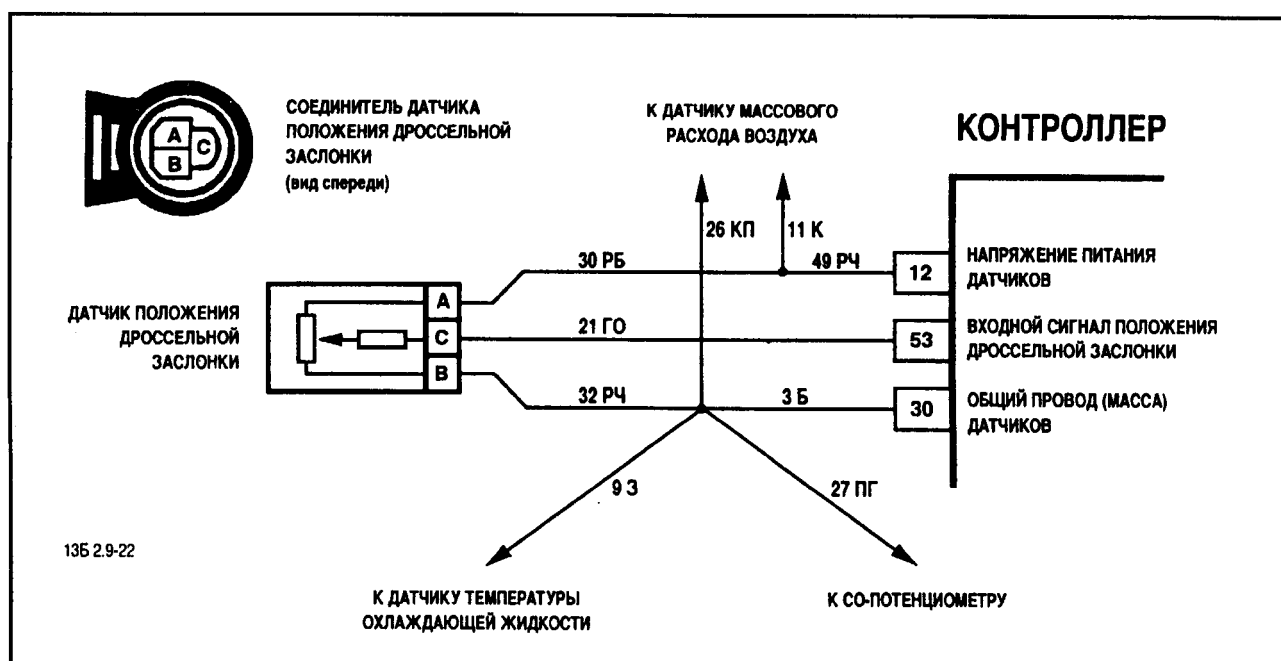 СОЕДИНИТЕЛЬ ДАТЧИКА
ПОЛОЖЕНИЯ ДРОССЕЛЬНОЙ
ЗАСЛОНКИ
(вид спереди)
A
B
C
К ДАТЧИКУ МАССОВОГО
РАСХОДА ВОЗДУХА
КОНТРОЛЛЕР
26 КП
11 К
30 РБ
49 РЧ
12
НАПРЯЖЕНИЕ ПИТАНИЯ
ДАТЧИКОВ
ДАТЧИК ПОЛОЖЕНИЯ
ДРОССЕЛЬНОЙ
ЗАСЛОНКИ
A
C
B
21 ГО
53
ВХОДНОЙ СИГНАЛ ПОЛОЖЕНИЯ
ДРОССЕЛЬНОЙ ЗАСЛОНКИ
32 РЧ
3 Б
30
ОБЩИЙ ПРОВОД (МАССА)
ДАТЧИКОВ
9 З
27 ПГ
13Б 2.9-22
К ДАТЧИКУ ТЕМПЕРАТУРЫ
ОХЛАЖДАЮЩЕЙ ЖИДКОСТИ
К СО-ПОТЕНЦИОМЕТРУ